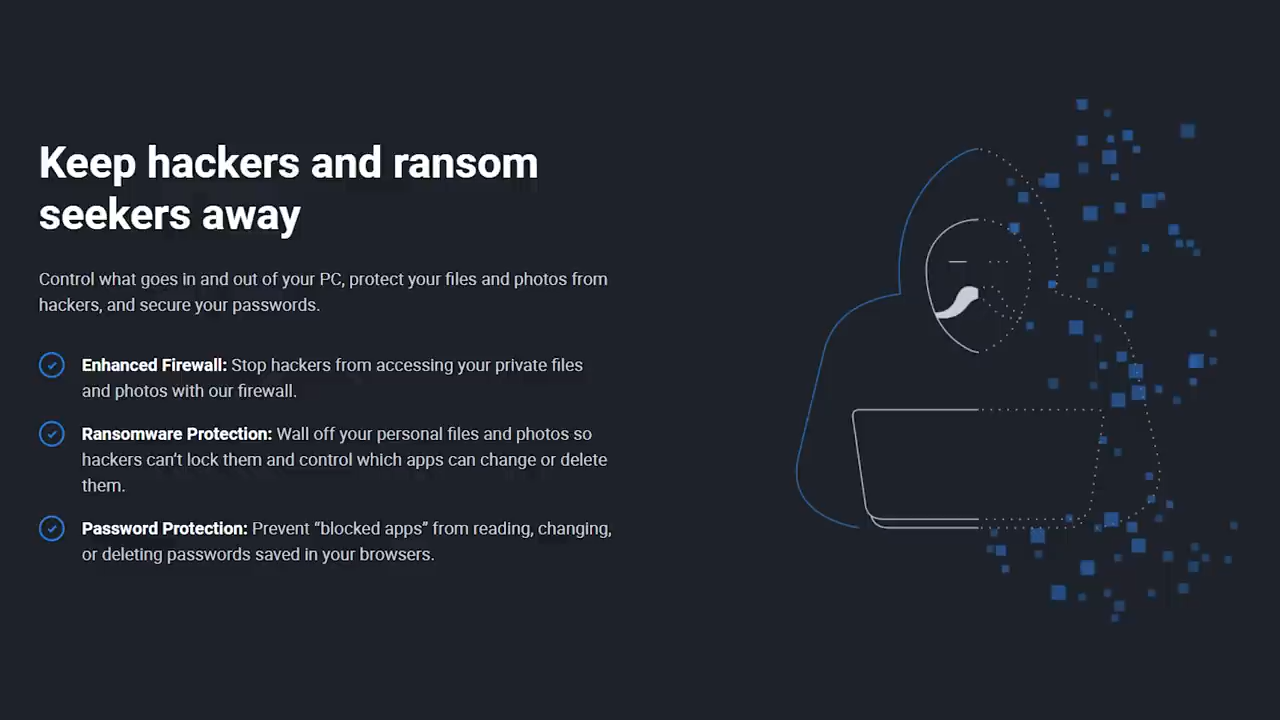 Keep hackers and ransom
seekers away
Control what goes in and out of your PC, protect your files and photos from
hackers, and secure your passwords.
Enhanced Firewall: Stop hackers from accessing your private files
and photos with our firewall.
Ransomware Protection: Wall off your personal files and photos so
hackers can’t lock them and control which apps can change or delete
them.
Password Protection: Prevent “blocked apps” from reading, changing,
or deleting passwords saved in your browsers.